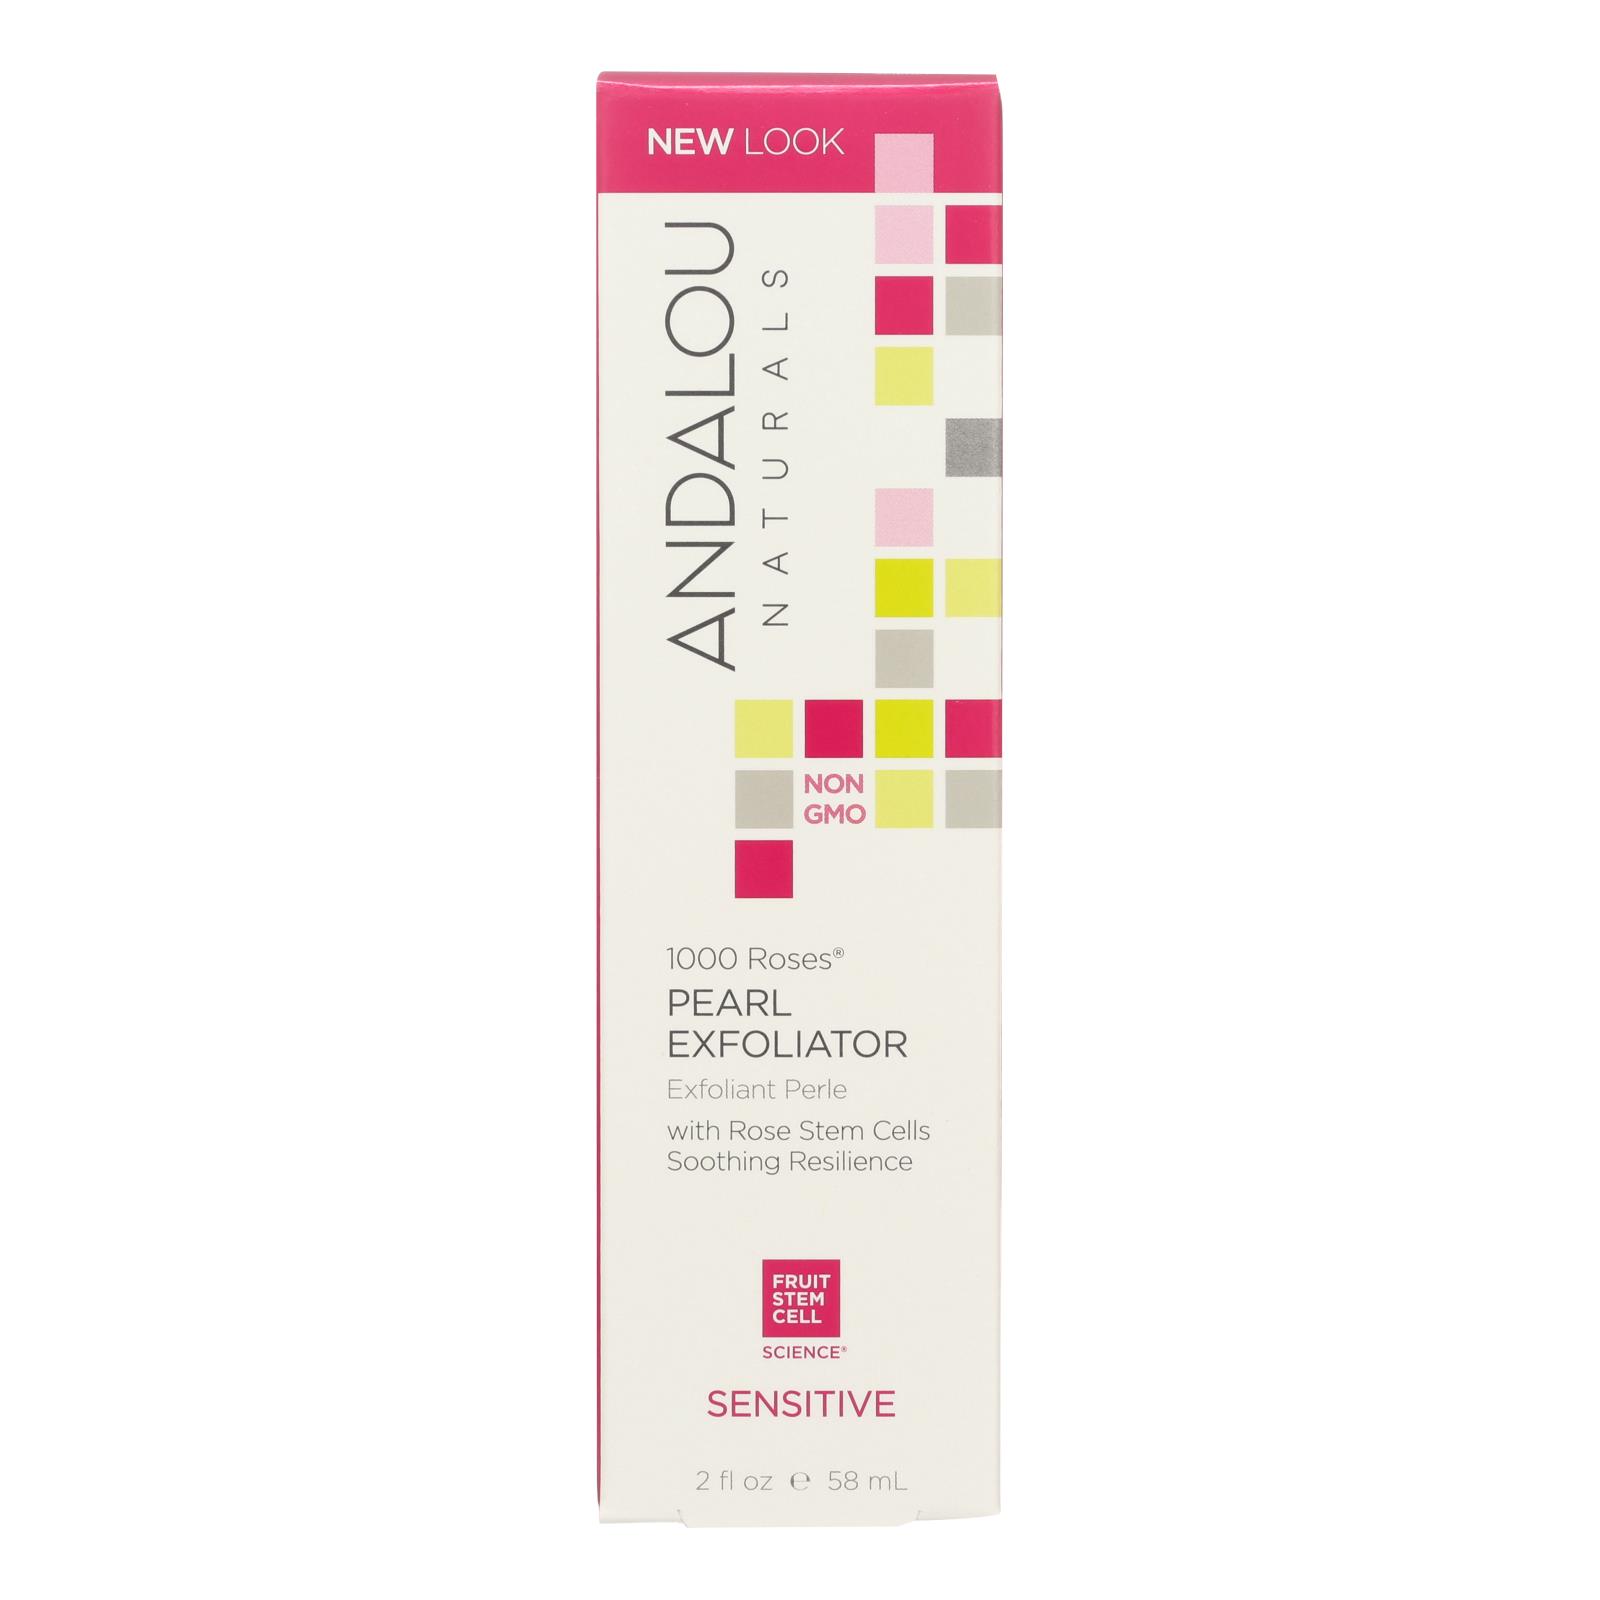 NEW LOOK
ANDALOU
NATURALS
NON
GMO
1000 Roses®
PEARL
EXFOLIATOR
Exfoliant Perle
with Rose Stem Cells
Soothing Resilience
FRUIT
STEM
CELL
SCIENCE®
SENSITIVE
2 fl oz ℮ 58 mL